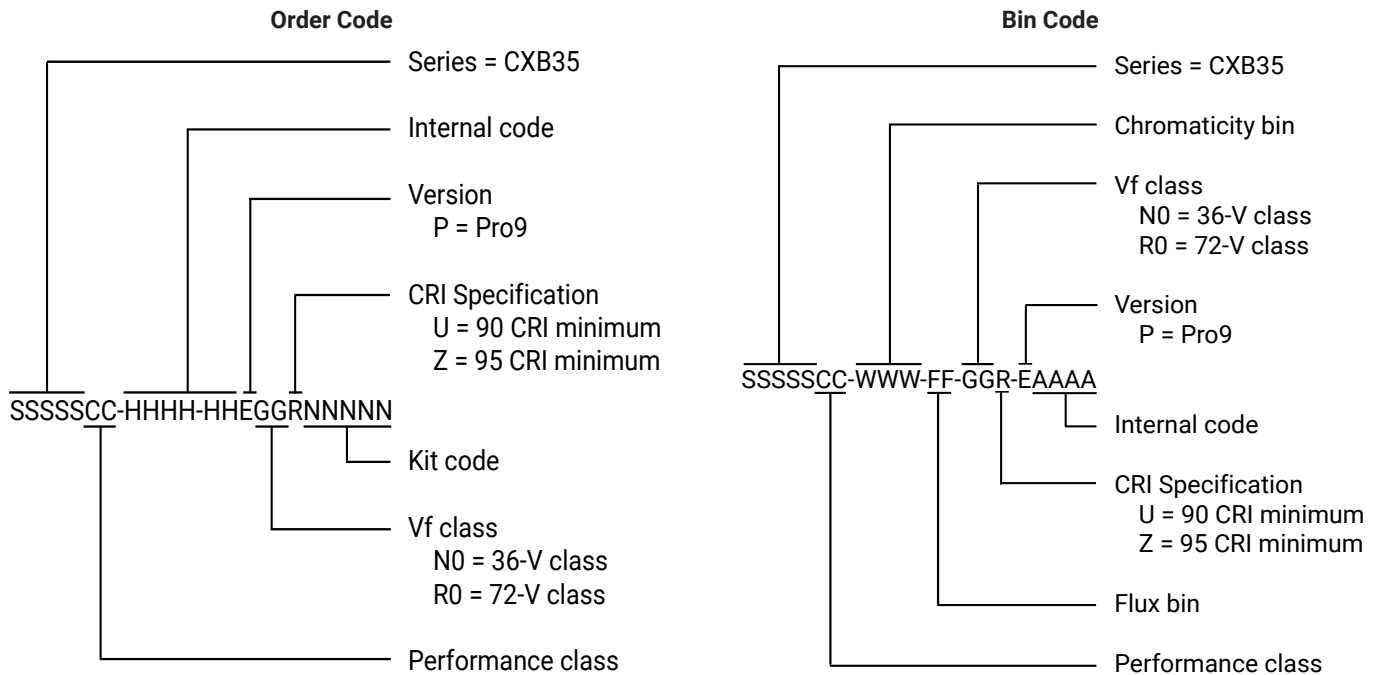 Order Code
Series = CXB35
Internal code
Version
P = Pro9
CRI Specification
U = 90 CRI minimum
Z = 95 CRI minimum
SSSSSCC-HHHH-HHEGGRNNNNN
Kit code
Vf class
N0 = 36-V class
R0 = 72-V class
Performance class
Bin Code
Series = CXB35
Chromaticity bin
Vf class
N0 = 36-V class
R0 = 72-V class
Version
P = Pro9
SSSSSCC-WWW-FF-GGR-EAAAA
Internal code
CRI Specification
U = 90 CRI minimum
Z = 95 CRI minimum
Flux bin
Performance class